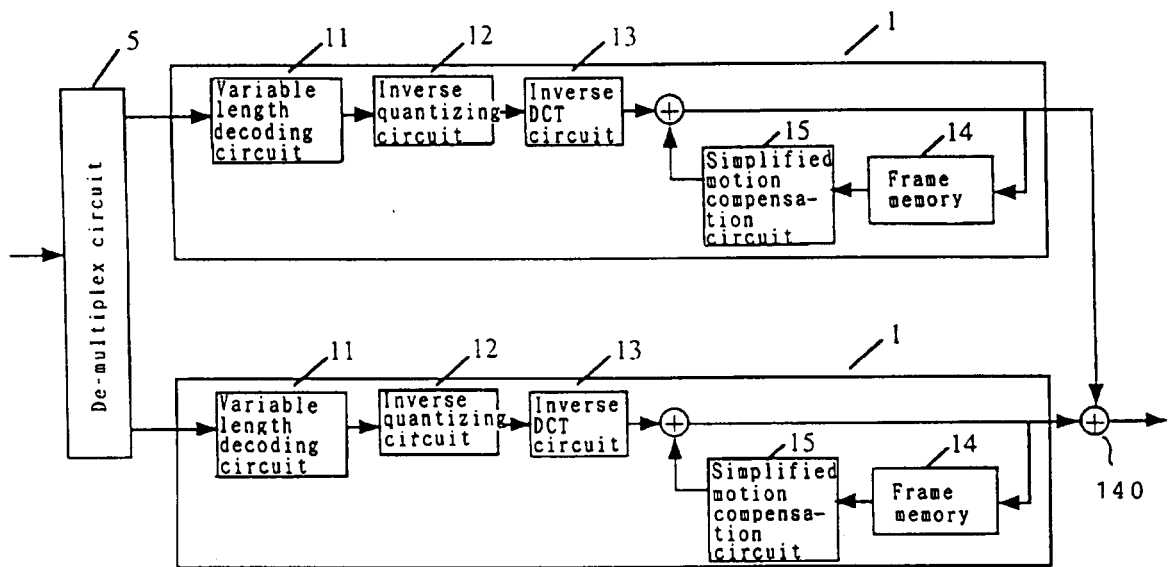 5
11
12
13
1
Variable
length
decoding
circuit
Inverse
quantizing
circuit
Inverse
DCT
circuit
15
14
Simplified
motion
compensa-
tion
circuit
Frame
memory
De-multiplex circuit
11
12
13
1
Variable
length
decoding
circuit
Inverse
quantizing
circuit
Inverse
DCT
circuit
15
14
Simplified
motion
compensa-
tion
circuit
Frame
memory
140